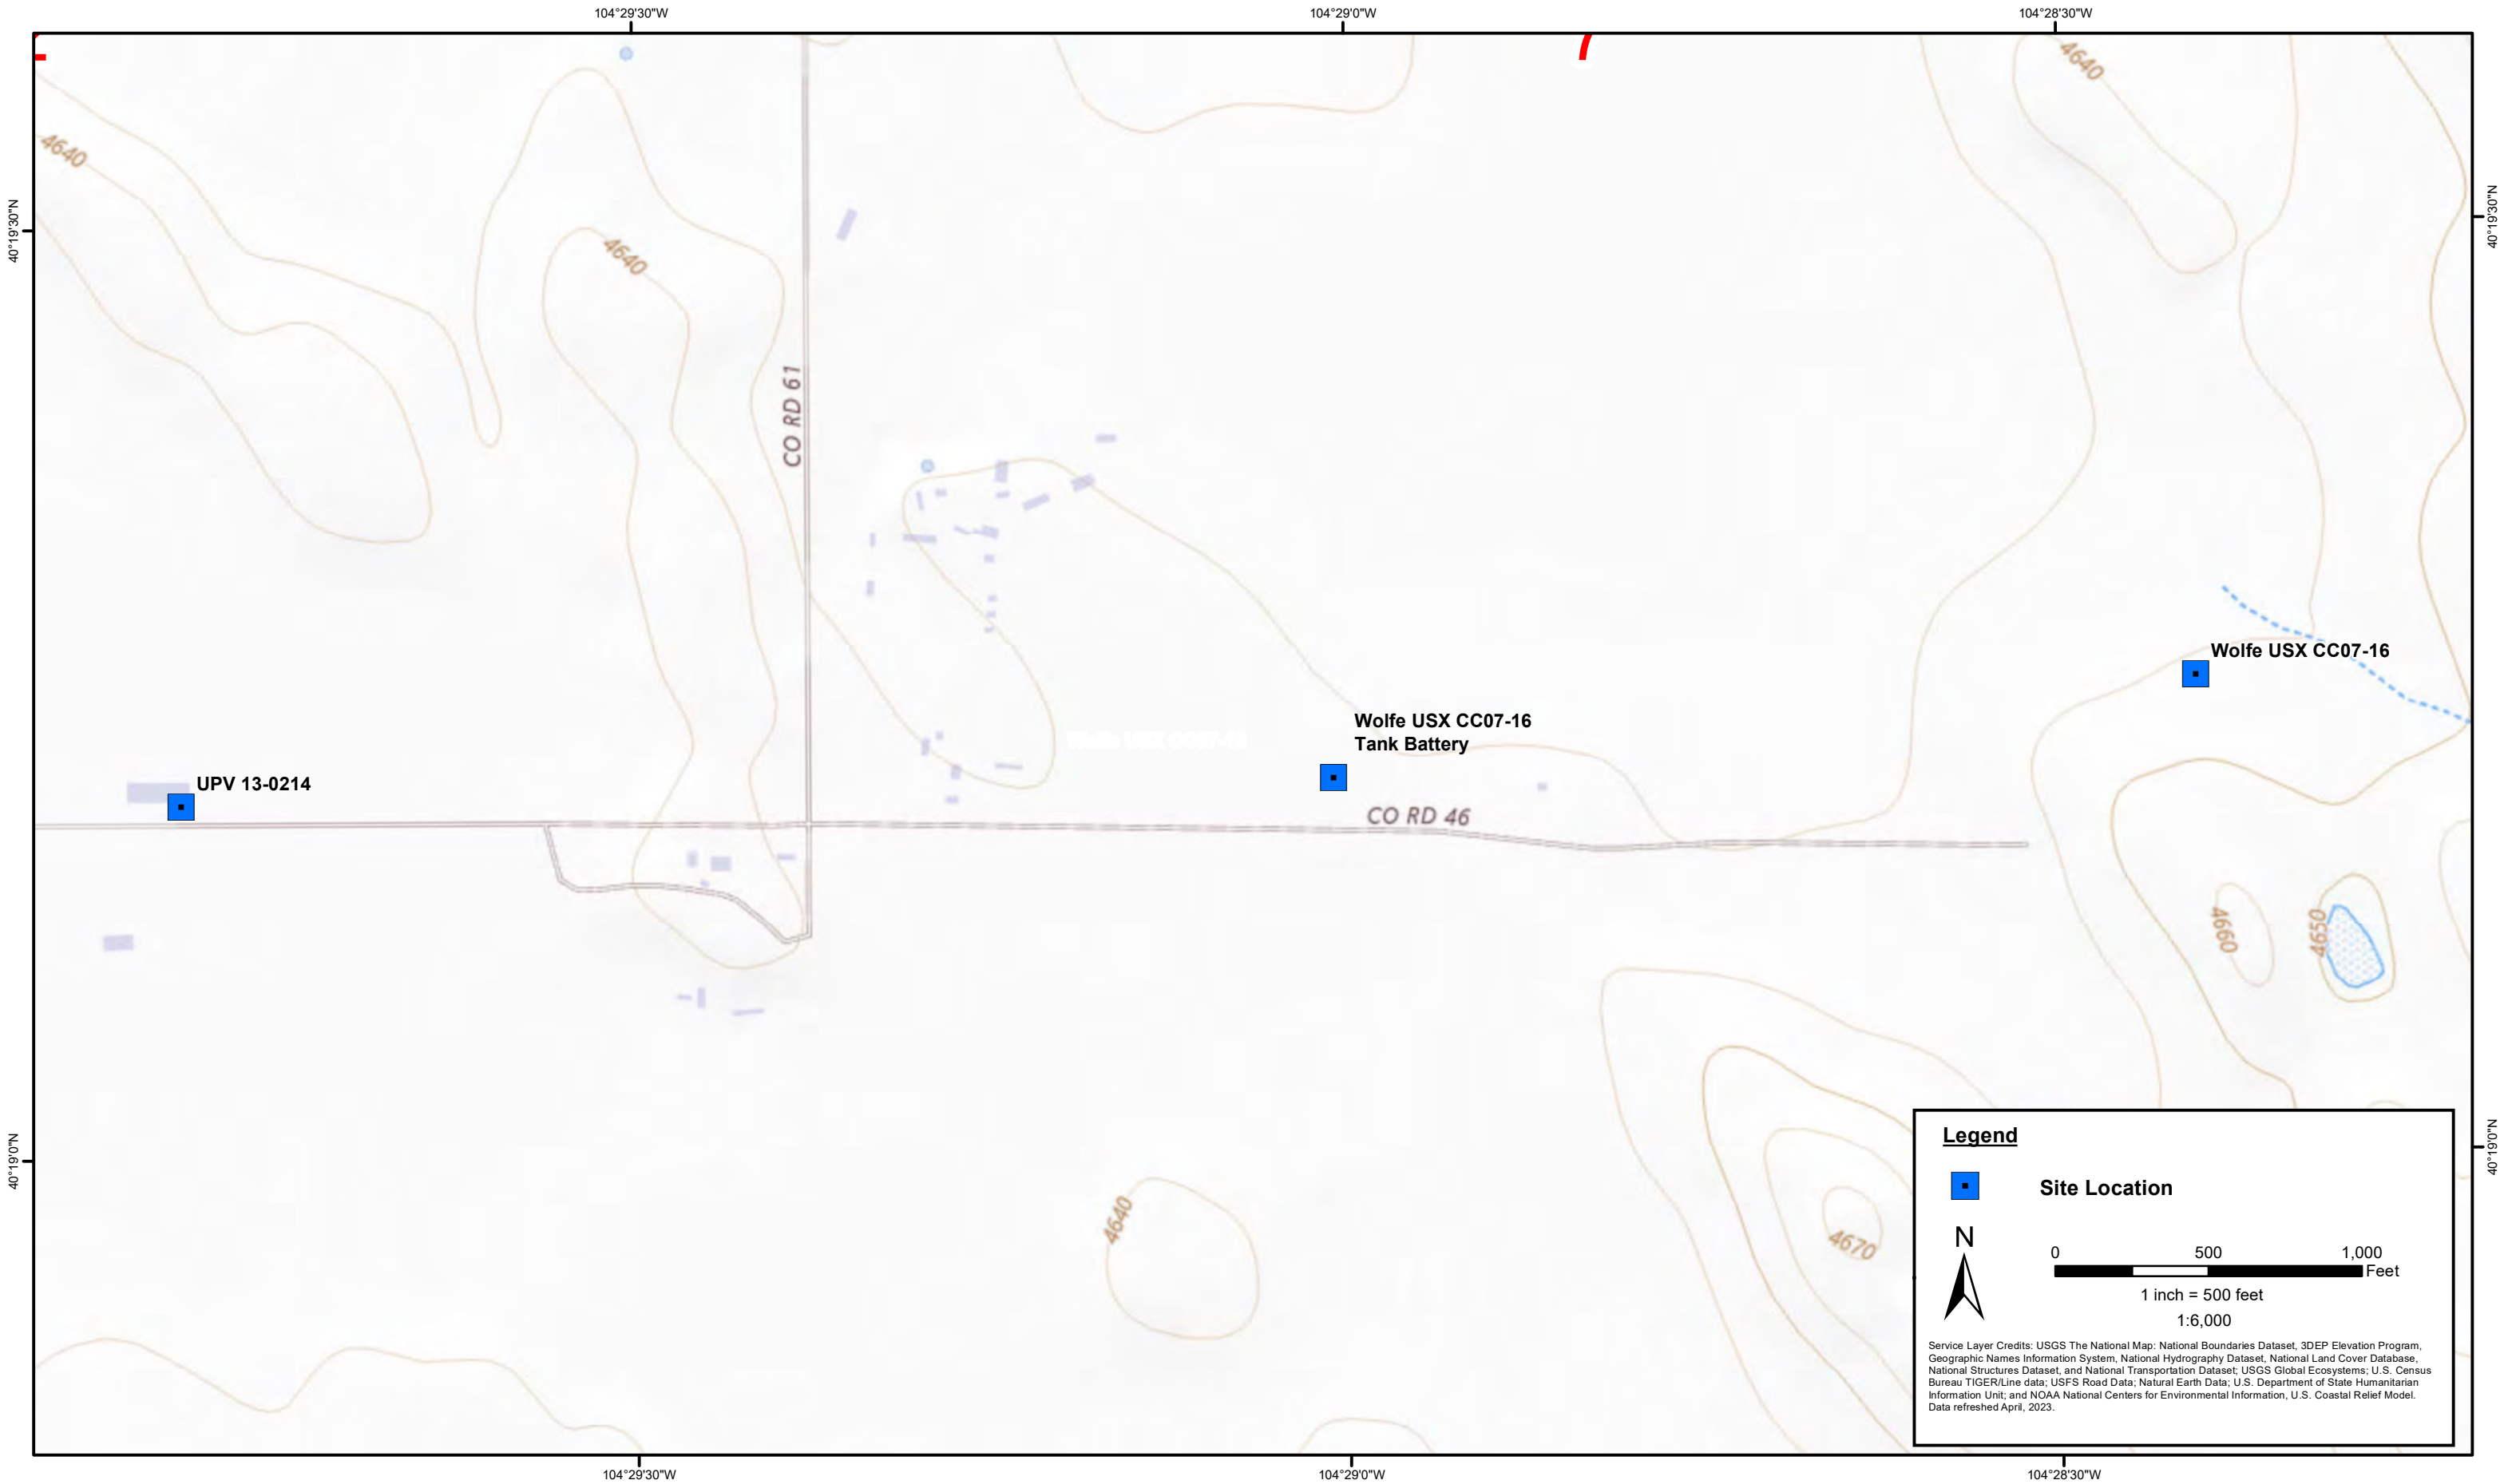 104°29'30"W
104°29'0"W
104°28'30"W
4640
4640
40°19'30"N
40°19'30"N
4640
CO RD 61
Wolfe USX CC07-16
Wolfe USX CC07-16
Tank Battery
UPV 13-0214
CO RD 46
4660
4650
40°19'0"N
40°19'0"N
4640
4670
Legend
Site Location
N
0 500 1,000
Feet
1 inch = 500 feet
1:6,000
Service Layer Credits: USGS The National Map: National Boundaries Dataset, 3DEP Elevation Program,
Geographic Names Information System, National Hydrography Dataset, National Land Cover Database,
National Structures Dataset, and National Transportation Dataset; USGS Global Ecosystems; U.S. Census
Bureau TIGER/Line data; USFS Road Data; Natural Earth Data; U.S. Department of State Humanitarian
Information Unit; and NOAA National Centers for Environmental Information, U.S. Coastal Relief Model.
Data refreshed April, 2023.
104°29'30"W
104°29'0"W
104°28'30"W